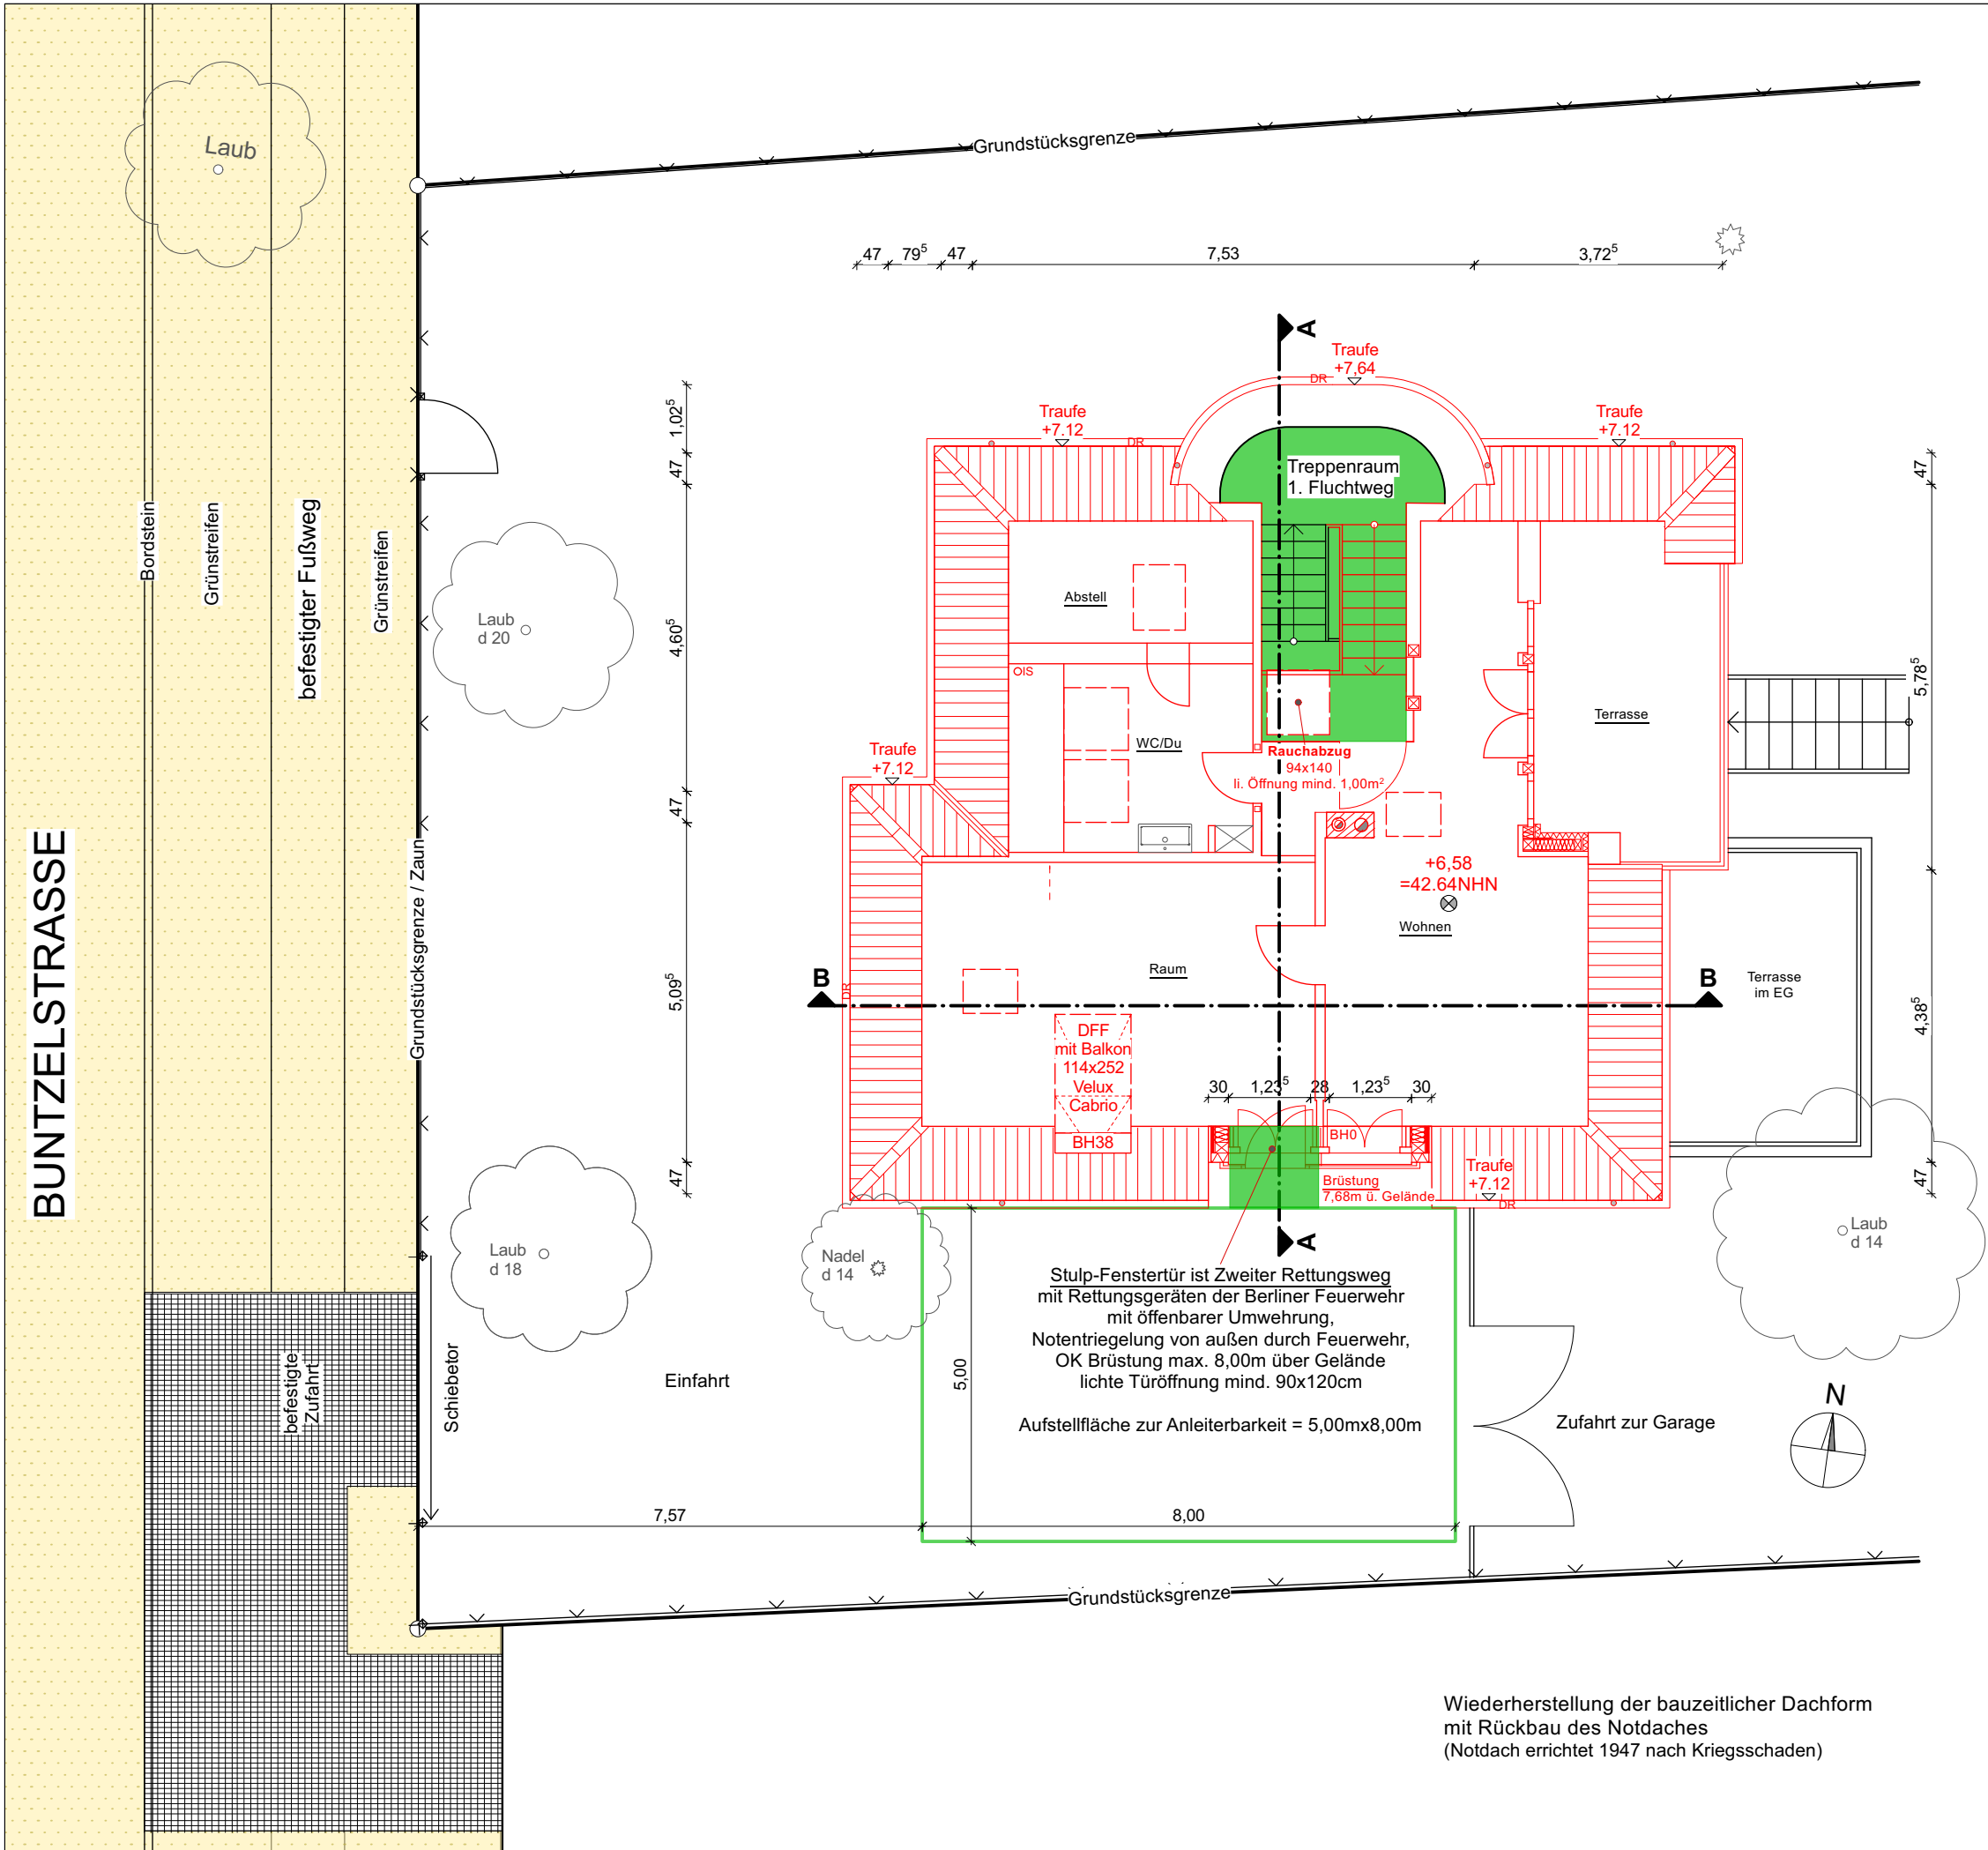 Laub
Grundstücksgrenze
47
79⁵
47
7,53
3,72⁵
A
Traufe
+7,64
DR
Traufe
+7.12
DR
Traufe
+7.12
1,02⁵
47
4,60⁵
47
5,09⁵
47
47
5,78⁵
4,38⁵
47
Treppenraum
1. Fluchtweg
Bordstein
Grünstreifen
befestigter Fußweg
Grünstreifen
Laub
d 20
Abstell
OIS
WC/Du
Terrasse
Traufe
+7.12
Rauchabzug
94x140
li. Öffnung mind. 1,00m²
BUNTZELSTRASSE
Grundstücksgrenze / Zaun
+6,58
=42.64NHN
Wohnen
Raum
B
B
DR
Terrasse
im EG
DFF
mit Balkon
114x252
Velux
Cabrio
BH38
30
1,23⁵
28
1,23⁵
30
BH0
Brüstung
7,68m ü. Gelände
Traufe
+7.12
DR
Laub
d 18
Nadel
d 14
Laub
d 14
A
Stulp-Fenstertür ist Zweiter Rettungsweg
mit Rettungsgeräten der Berliner Feuerwehr
mit öffenbarer Umwehrung,
Notentriegelung von außen durch Feuerwehr,
OK Brüstung max. 8,00m über Gelände
lichte Türöffnung mind. 90x120cm
Aufstellfläche zur Anleiterbarkeit = 5,00mx8,00m
befestigte
Zufahrt
Schiebetor
Einfahrt
5,00
Zufahrt zur Garage
N
7,57
8,00
Grundstücksgrenze
Wiederherstellung der bauzeitlicher Dachform
mit Rückbau des Notdaches
(Notdach errichtet 1947 nach Kriegsschaden)